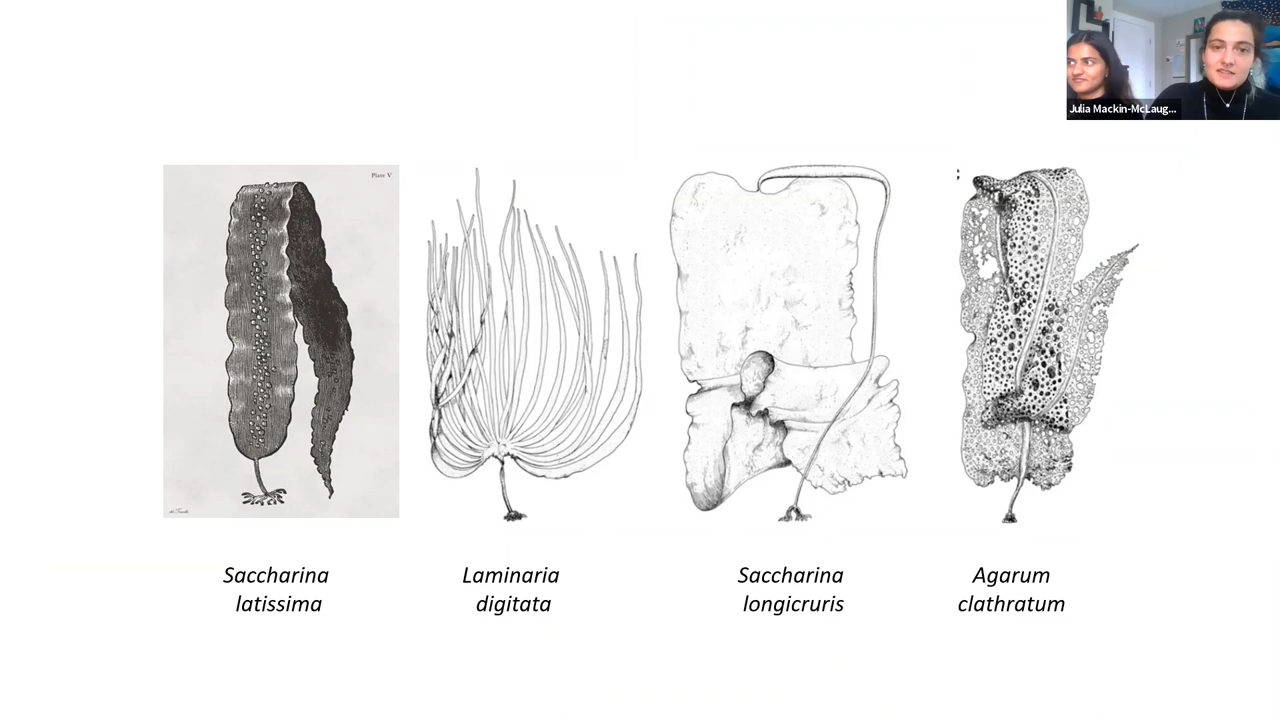 Julia Mackin-McLaug...
Plate V
Saccharina
latissima
Laminaria
digitata
Saccharina
longicruris
Agarum
clathratum